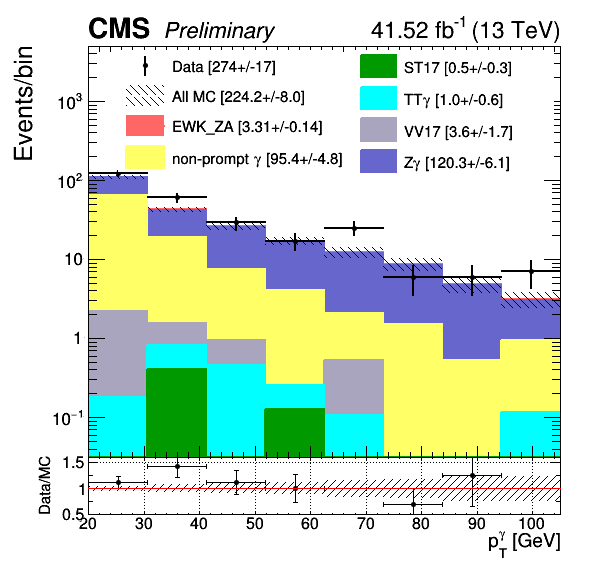 CMS Preliminary 41.52 fb⁻¹ (13 TeV)
Events/bin
Data [274+/-17]
All MC [224.2+/-8.0]
EWK_ZA [3.31+/-0.14]
non-prompt γ [95.4+/-4.8]
ST17 [0.5+/-0.3]
TTγ [1.0+/-0.6]
VV17 [3.6+/-1.7]
Zγ [120.3+/-6.1]
10³
10²
10
1
10⁻¹
Data/MC
1.5
1
0.5
20 30 40 50 60 70 80 90 100
p_T^γ [GeV]